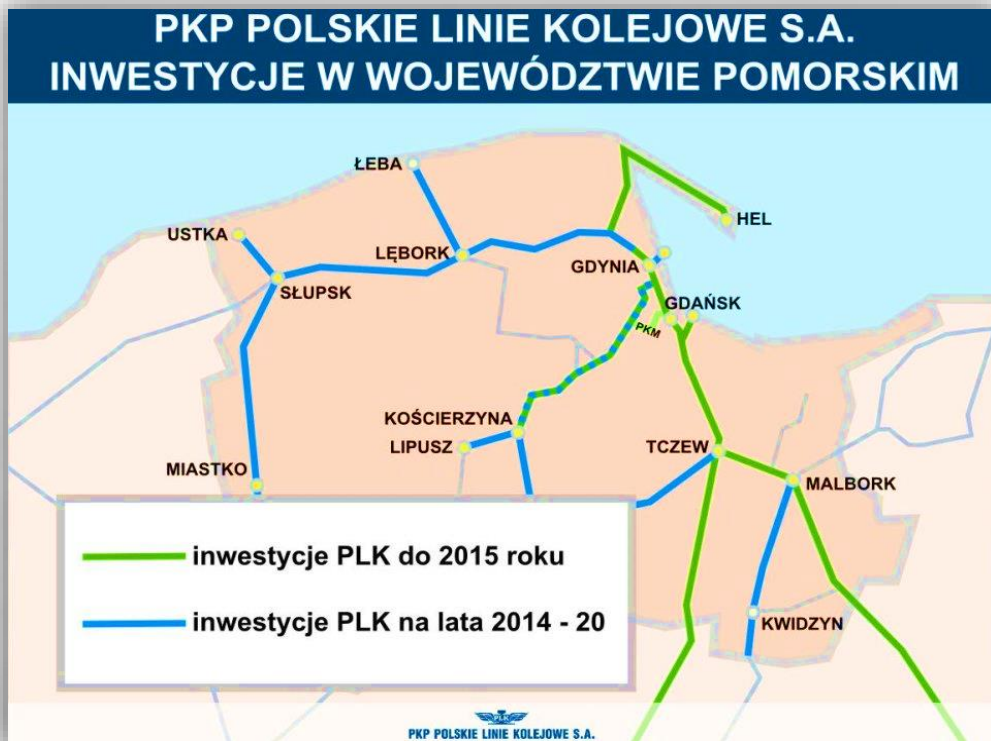 PKP POLSKIE LINIE KOLEJOWE S.A.
INWESTYCJE W WOJEWÓDZTWIE POMORSKIM
ŁEBA
HEL
USTKA
LĘBORK
GDYNIA
SŁUPSK
GDAŃSK
PKM
KOŚCIERZYNA
LIPUSZ
TCZEW
MIASTKO
MALBORK
inwestycje PLK do 2015 roku
inwestycje PLK na lata 2014 - 20
KWIDZYN
PLK
PKP POLSKIE LINIE KOLEJOWE S.A.